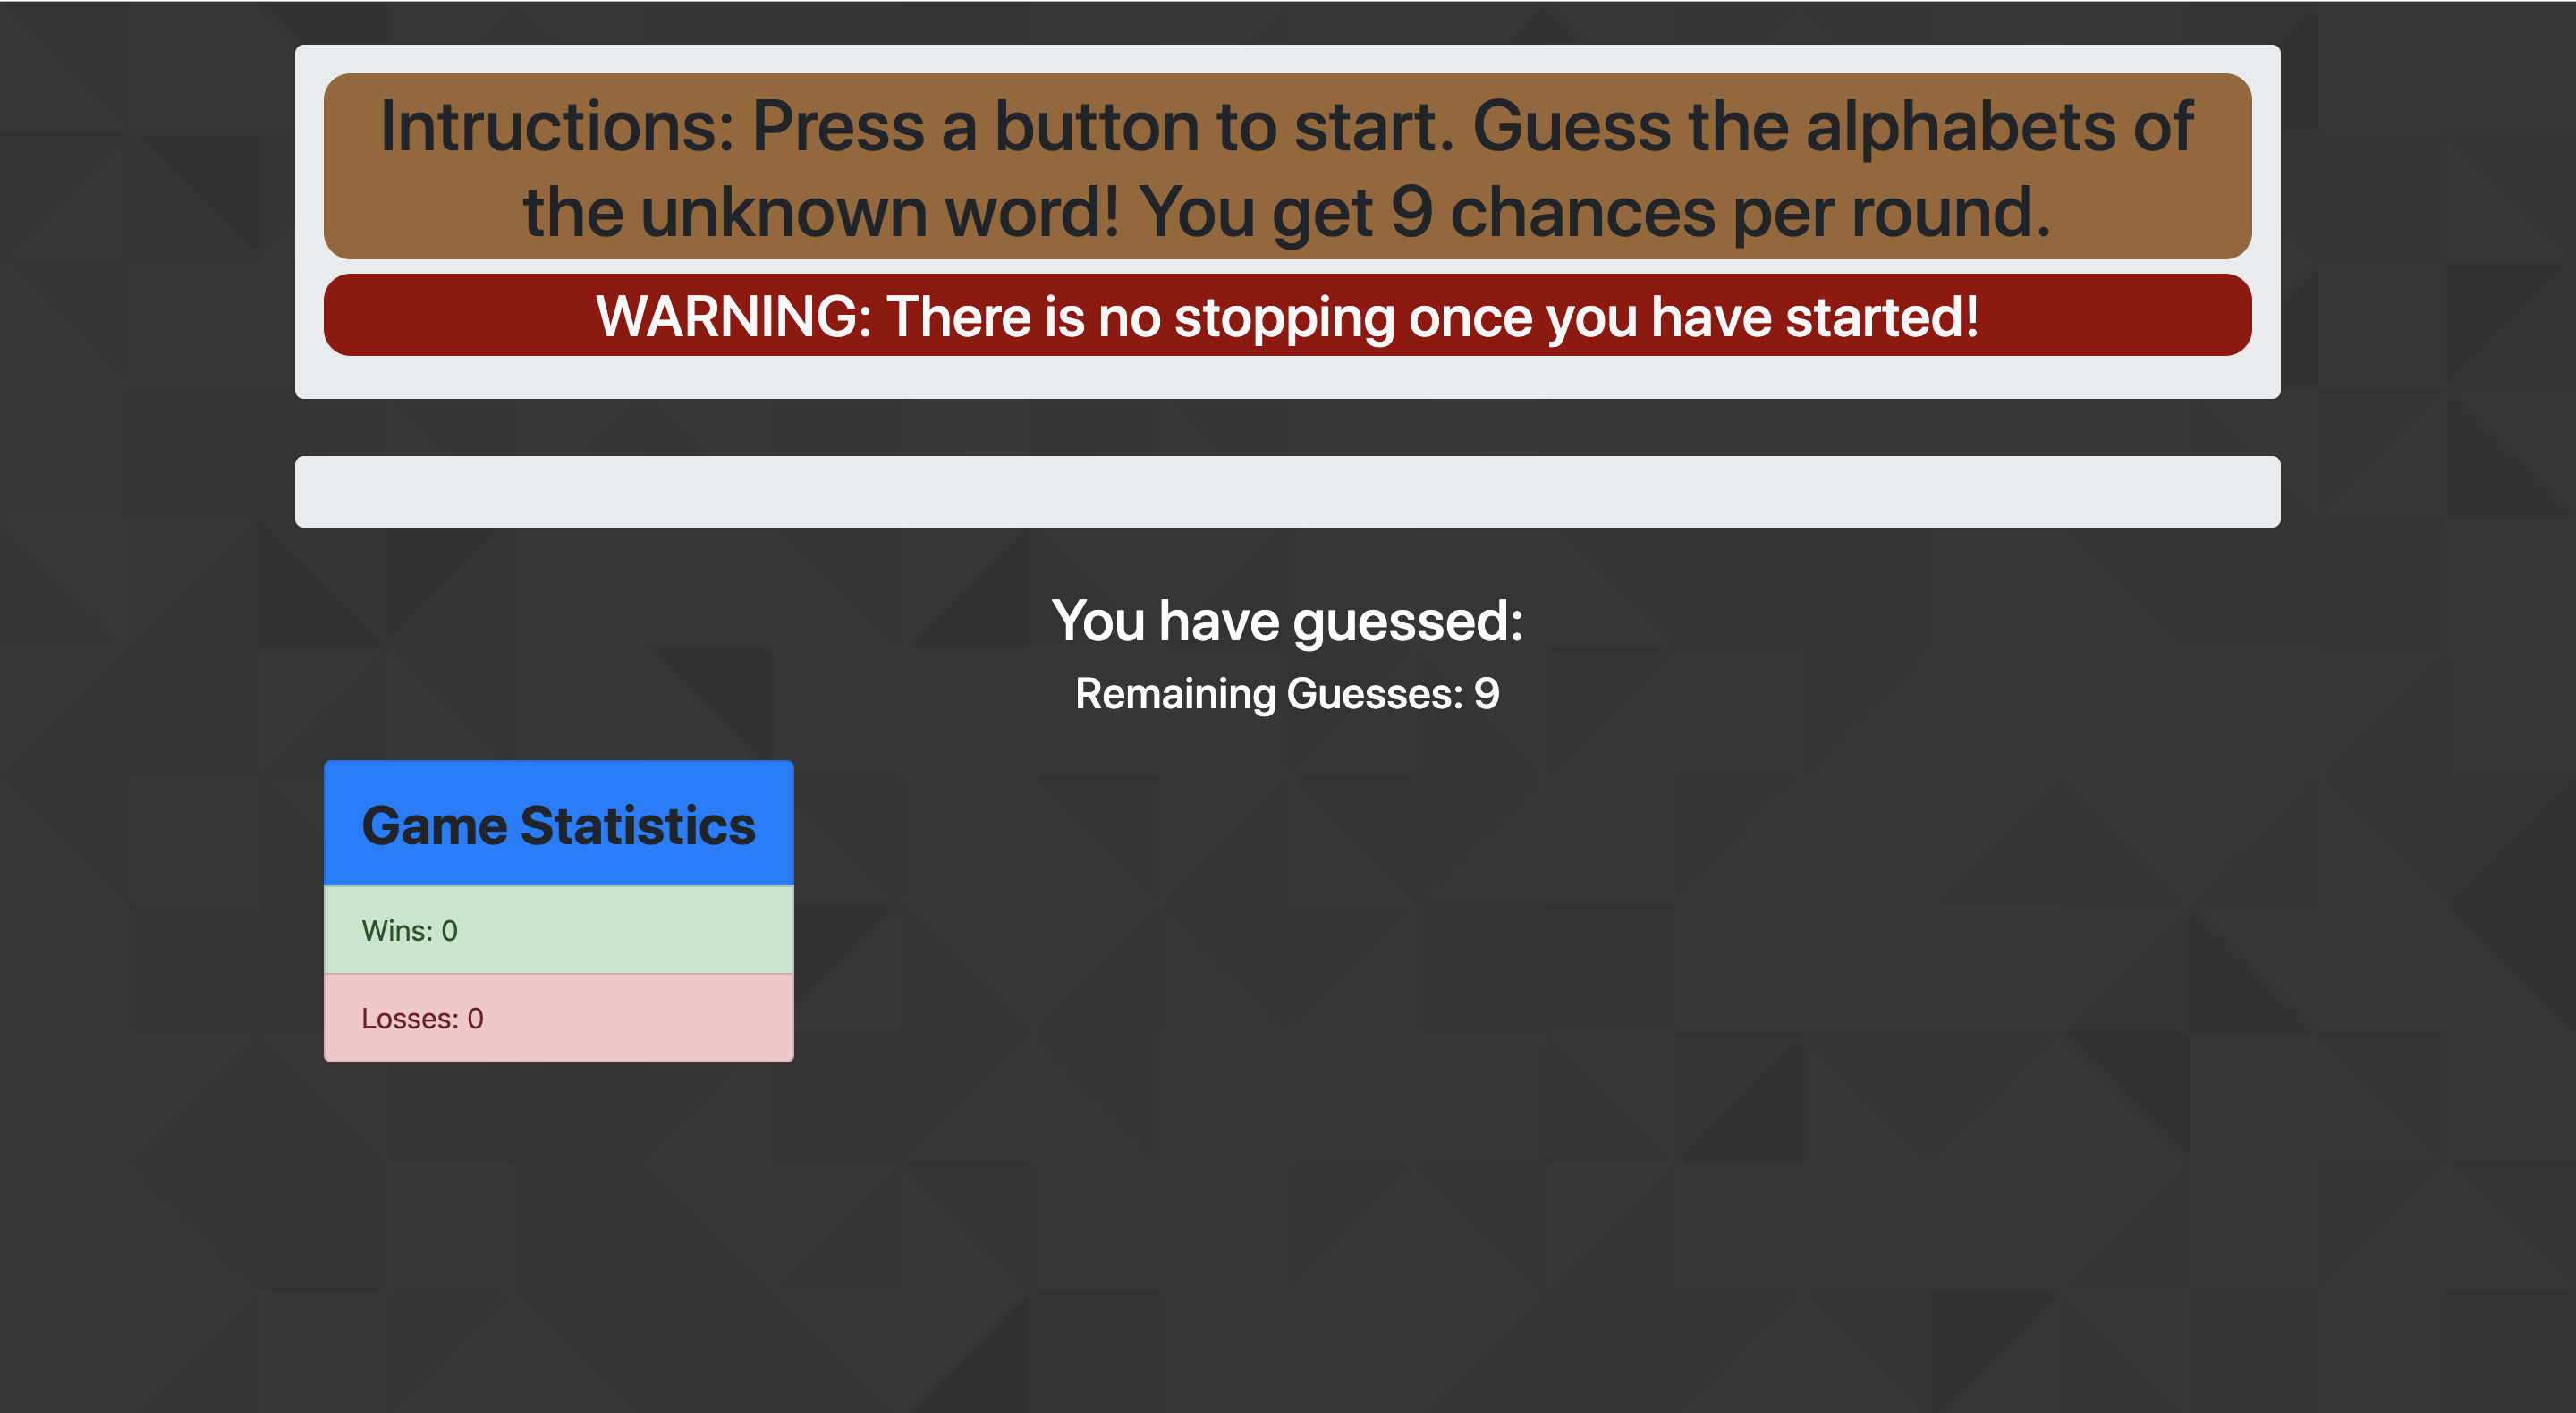 Intructions: Press a button to start. Guess the alphabets of
the unknown word! You get 9 chances per round.
WARNING: There is no stopping once you have started!
You have guessed:
Remaining Guesses: 9
Game Statistics
Wins: 0
Losses: 0